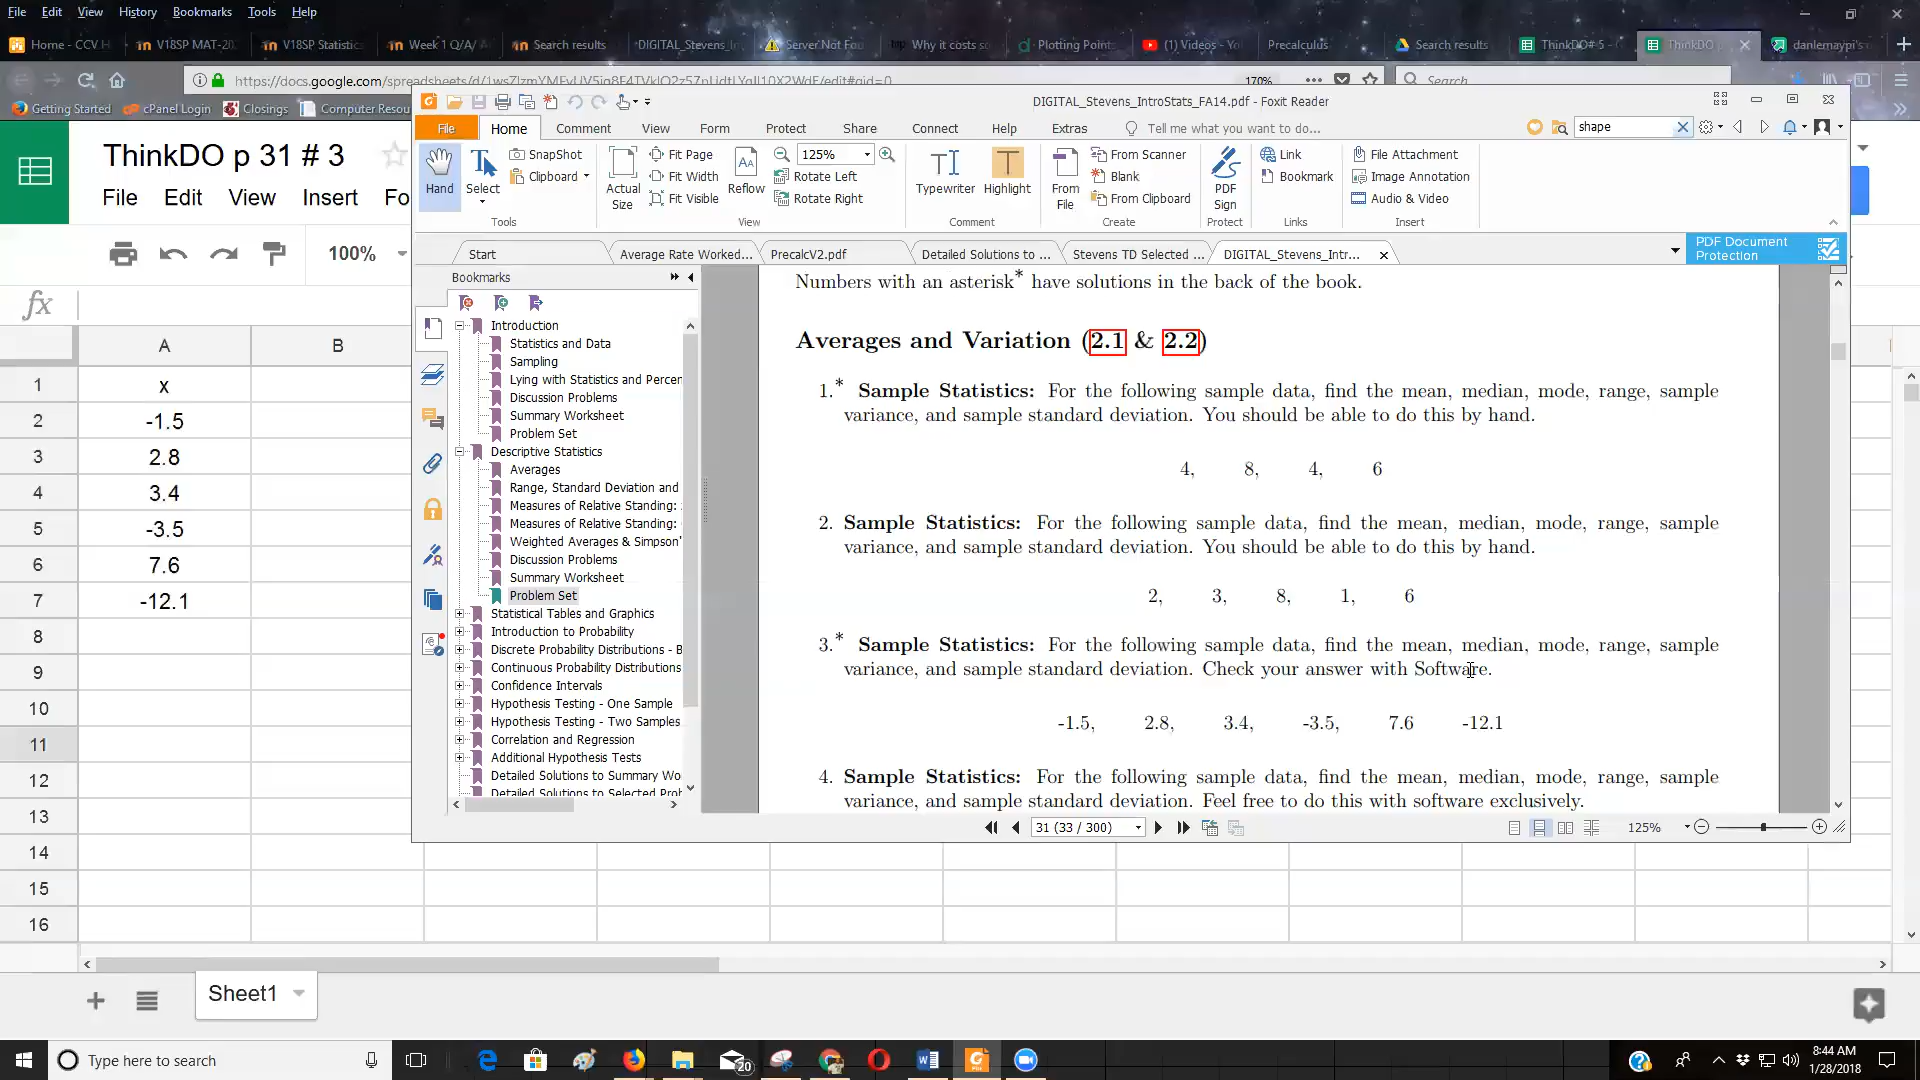 File Edit View History Bookmarks Tools Help
Home - CCV H V18SP MAT-20 V18SP Statistic Week 1 Q/A/ Search results DIGITAL_Stevens_In Server Not Fou Why it costs so Plotting Point (1) Videos - Yo Precalculus Search results ThinkDO# 5 - ThinkDO p danlemaypi's
https://docs.google.com/spreadsheets/d/ 170% Search
Getting Started cPanel Login Closings Computer Resou
DIGITAL_Stevens_IntroStats_FA14.pdf - Foxit Reader
File Home Comment View Form Protect Share Connect Help Extras Tell me what you want to do... shape
ThinkDO p 31 # 3
File Edit View Insert Fo
100%
fx
Hand Select SnapShot Clipboard Tools
Actual Size Fit Page Fit Width Fit Visible Reflow 125% Rotate Left Rotate Right View
Typewriter Highlight Comment
From File From Scanner Blank From Clipboard Create
PDF Sign Protect
Link Bookmark Links
File Attachment Image Annotation Audio & Video Insert
Start Average Rate Worked... PrecalcV2.pdf Detailed Solutions to ... Stevens TD Selected ... DIGITAL_Stevens_Intr...
PDF Document Protection
A B
1 x
2 -1.5
3 2.8
4 3.4
5 -3.5
6 7.6
7 -12.1
8
9
10
11
12
13
14
15
16
Bookmarks
Introduction
Statistics and Data
Sampling
Lying with Statistics and Percen
Discussion Problems
Summary Worksheet
Problem Set
Descriptive Statistics
Averages
Range, Standard Deviation and
Measures of Relative Standing:
Measures of Relative Standing:
Weighted Averages & Simpson'
Discussion Problems
Summary Worksheet
Problem Set
Statistical Tables and Graphics
Introduction to Probability
Discrete Probability Distributions - B
Continuous Probability Distributions
Confidence Intervals
Hypothesis Testing - One Sample
Hypothesis Testing - Two Samples
Correlation and Regression
Additional Hypothesis Tests
Detailed Solutions to Summary Wo
Detailed Solutions to Selected Prob
Numbers with an asterisk* have solutions in the back of the book.
Averages and Variation (2.1 & 2.2)
1.* Sample Statistics: For the following sample data, find the mean, median, mode, range, sample
variance, and sample standard deviation. You should be able to do this by hand.
4, 8, 4, 6
2. Sample Statistics: For the following sample data, find the mean, median, mode, range, sample
variance, and sample standard deviation. You should be able to do this by hand.
2, 3, 8, 1, 6
3.* Sample Statistics: For the following sample data, find the mean, median, mode, range, sample
variance, and sample standard deviation. Check your answer with Software.
-1.5, 2.8, 3.4, -3.5, 7.6 -12.1
4. Sample Statistics: For the following sample data, find the mean, median, mode, range, sample
variance, and sample standard deviation. Feel free to do this with software exclusively.
31 (33 / 300) 125%
Sheet1
Type here to search 20
8:44 AM
1/28/2018